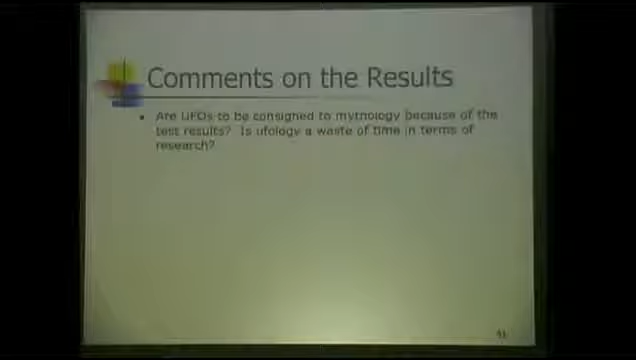 Comments on the Results
Are UFOs to be consigned to mythology because of the
test results? Is ufology a waste of time in terms of
research?